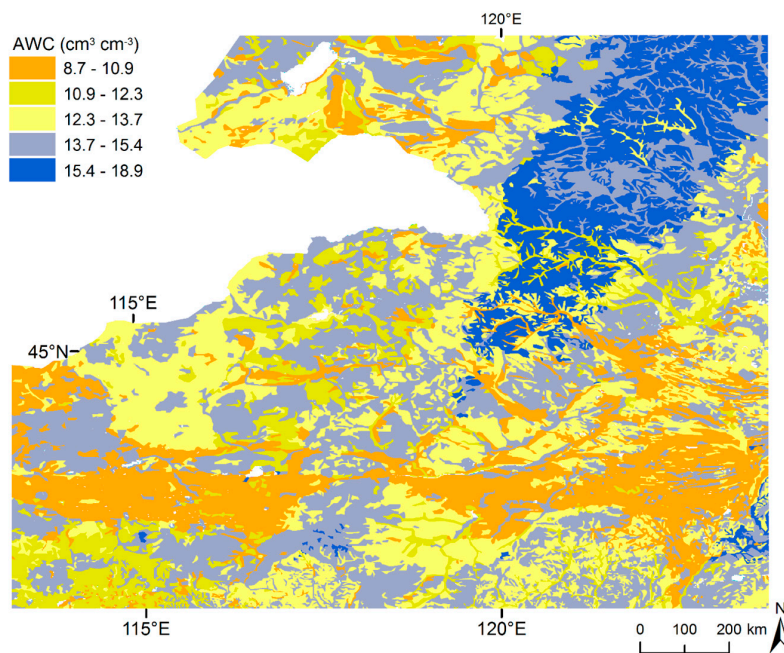 120°E
AWC (cm³ cm⁻³)
8.7 - 10.9
10.9 - 12.3
12.3 - 13.7
13.7 - 15.4
15.4 - 18.9
115°E
45°N
115°E
120°E
N
0 100 200 km